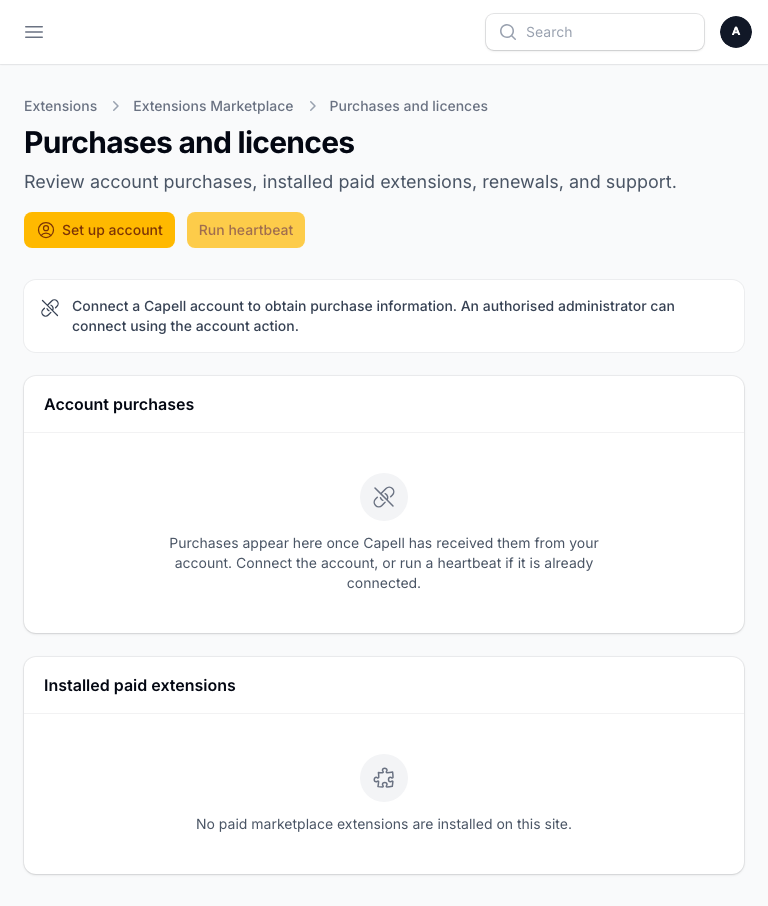 Search
A
Extensions
Extensions Marketplace
Purchases and licences
Purchases and licences
Review account purchases, installed paid extensions, renewals, and support.
Set up account
Run heartbeat
Connect a Capell account to obtain purchase information. An authorised administrator can
connect using the account action.
Account purchases
Purchases appear here once Capell has received them from your
account. Connect the account, or run a heartbeat if it is already
connected.
Installed paid extensions
No paid marketplace extensions are installed on this site.